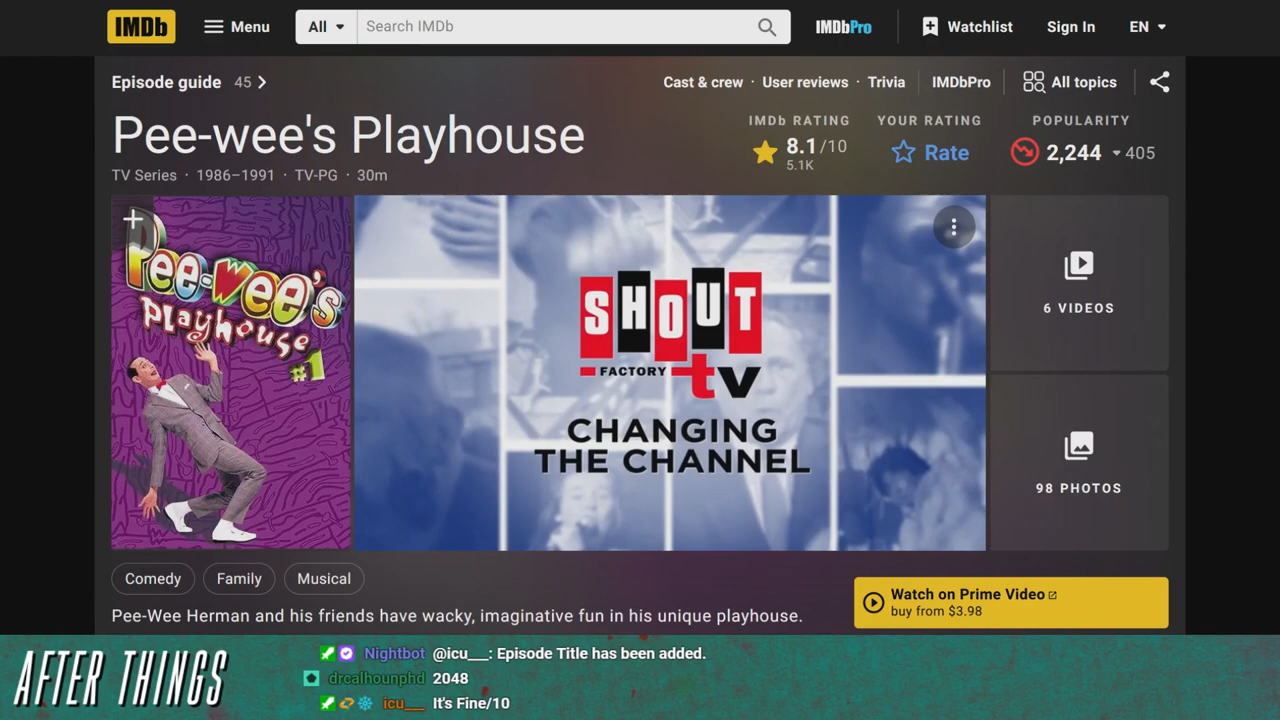 IMDb Menu All Search IMDb IMDbPro Watchlist Sign In EN
Episode guide 45 Cast & crew · User reviews · Trivia IMDbPro All topics
Pee-wee's Playhouse
IMDb RATING YOUR RATING POPULARITY
8.1/10 Rate 2,244 405
5.1K
TV Series · 1986–1991 · TV-PG · 30m
Pee-wee's
Playhouse
#1
SHOUT
FACTORY tv
CHANGING
THE CHANNEL
6 VIDEOS
98 PHOTOS
Comedy Family Musical
Watch on Prime Video
buy from $3.98
Pee-Wee Herman and his friends have wacky, imaginative fun in his unique playhouse.
AFTER THINGS
Nightbot @icu___: Episode Title has been added.
drcalhounphd 2048
icu___ It's Fine/10